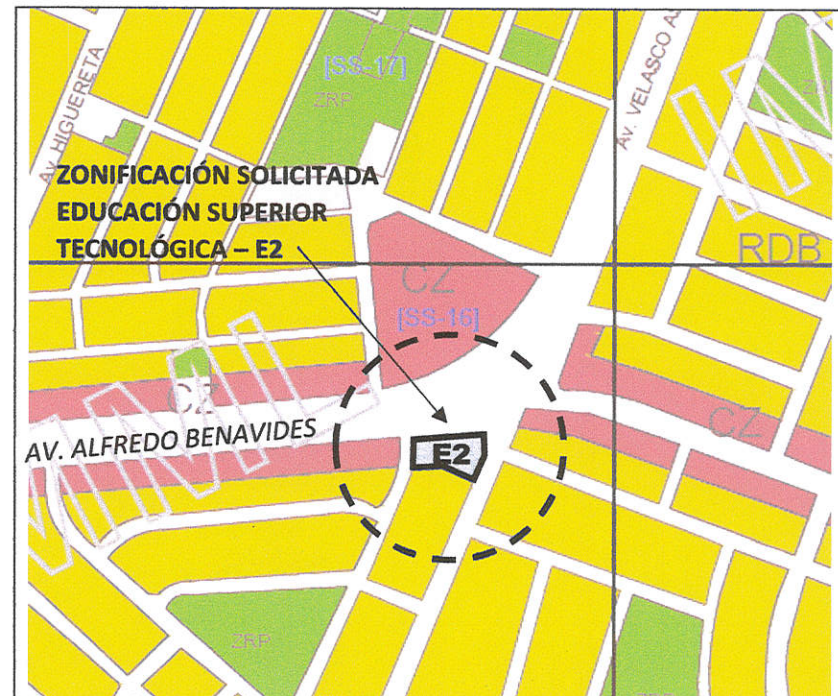 [SS-17]
ZRP
AV. HIGUERETA
AV. VELASCO AS
ZONIFICACIÓN SOLICITADA
EDUCACIÓN SUPERIOR
TECNOLÓGICA – E2
RDB
CZ
[SS-16]
CZ
AV. ALFREDO BENAVIDES
CZ
E2
ZRP